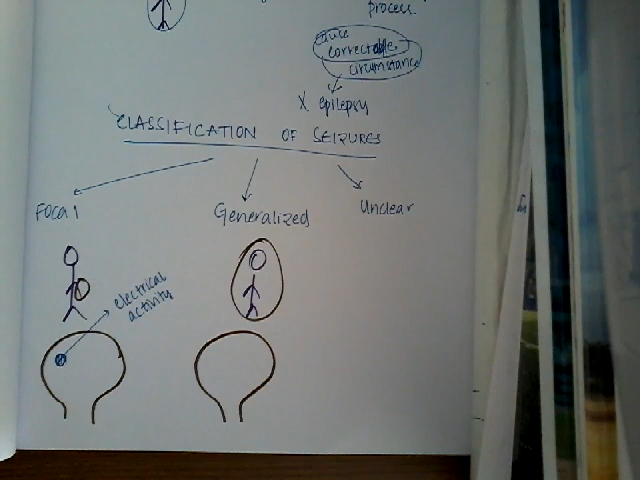 process.
correctable
circumstance
X epilepsy
CLASSIFICATION OF SEIZURES
Focal
Generalized
Unclear
electrical
activity